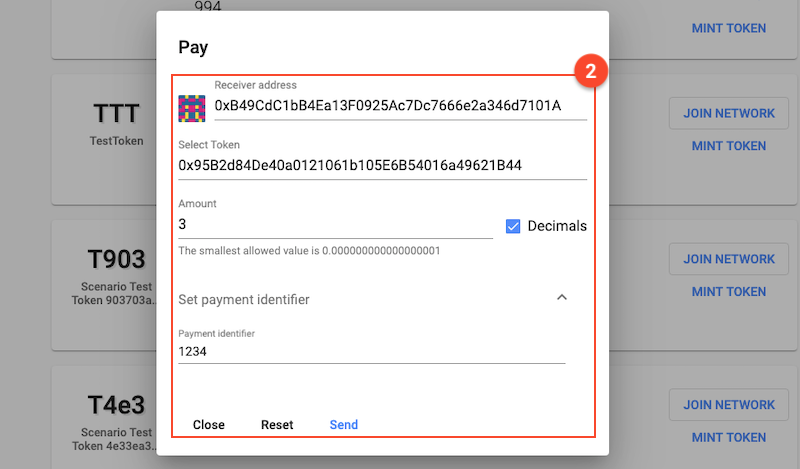 994
MINT TOKEN
Pay
2
Receiver address
0xB49CdC1bB4Ea13F0925Ac7Dc7666e2a346d7101A
Select Token
0x95B2d84De40a0121061b105E6B54016a49621B44
Amount
3
Decimals
The smallest allowed value is 0.000000000000000001
Set payment identifier
Payment identifier
1234
Close
Reset
Send
TTT
TestToken
JOIN NETWORK
MINT TOKEN
T903
Scenario Test
Token 903703a..
JOIN NETWORK
MINT TOKEN
T4e3
Scenario Test
Token 4e33ea3..
JOIN NETWORK
MINT TOKEN